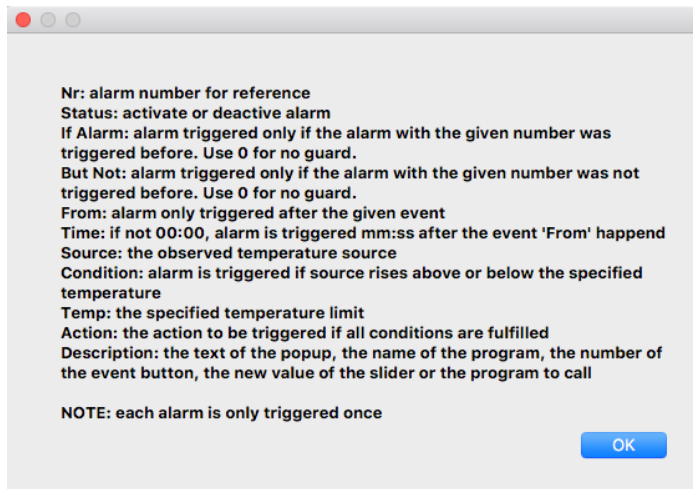 Nr: alarm number for reference
Status: activate or deactive alarm
If Alarm: alarm triggered only if the alarm with the given number was
triggered before. Use 0 for no guard.
But Not: alarm triggered only if the alarm with the given number was not
triggered before. Use 0 for no guard.
From: alarm only triggered after the given event
Time: if not 00:00, alarm is triggered mm:ss after the event 'From' happend
Source: the observed temperature source
Condition: alarm is triggered if source rises above or below the specified
temperature
Temp: the specified temperature limit
Action: the action to be triggered if all conditions are fulfilled
Description: the text of the popup, the name of the program, the number of
the event button, the new value of the slider or the program to call
NOTE: each alarm is only triggered once
OK